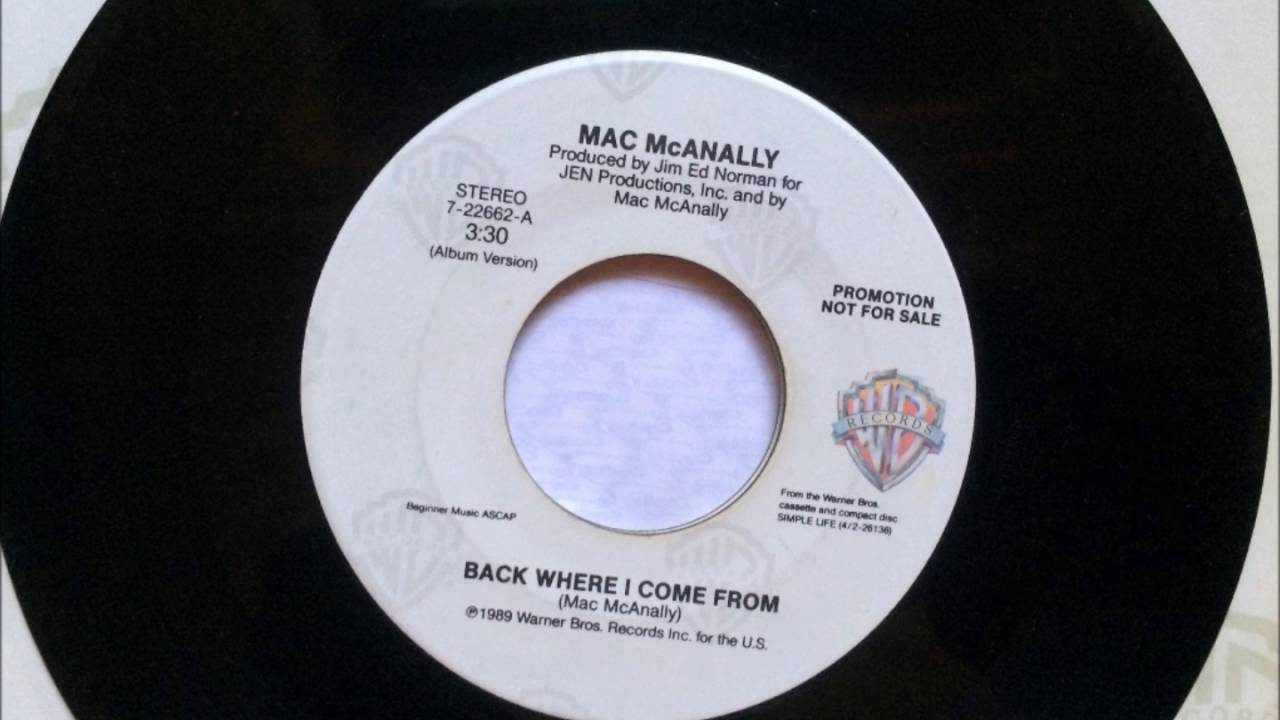 MAC McANALLY
Produced by Jim Ed Norman for
JEN Productions, Inc. and by
Mac McAnally
STEREO
7-22662-A
3:30
(Album Version)
PROMOTION
NOT FOR SALE
WB
RECORDS
From the Warner Bros.
cassette and compact disc
SIMPLE LIFE (4/2-26136)
Beginner Music ASCAP
BACK WHERE I COME FROM
(Mac McAnally)
℗1989 Warner Bros. Records Inc. for the U.S.